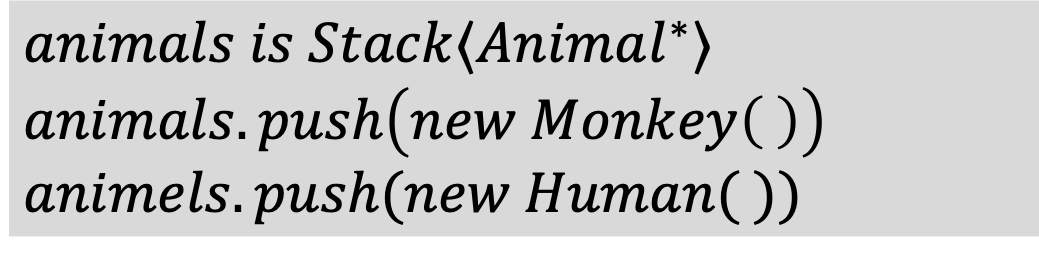 animals is Stack⟨Animal*⟩
animals.push(new Monkey( ))
animels.push(new Human( ))